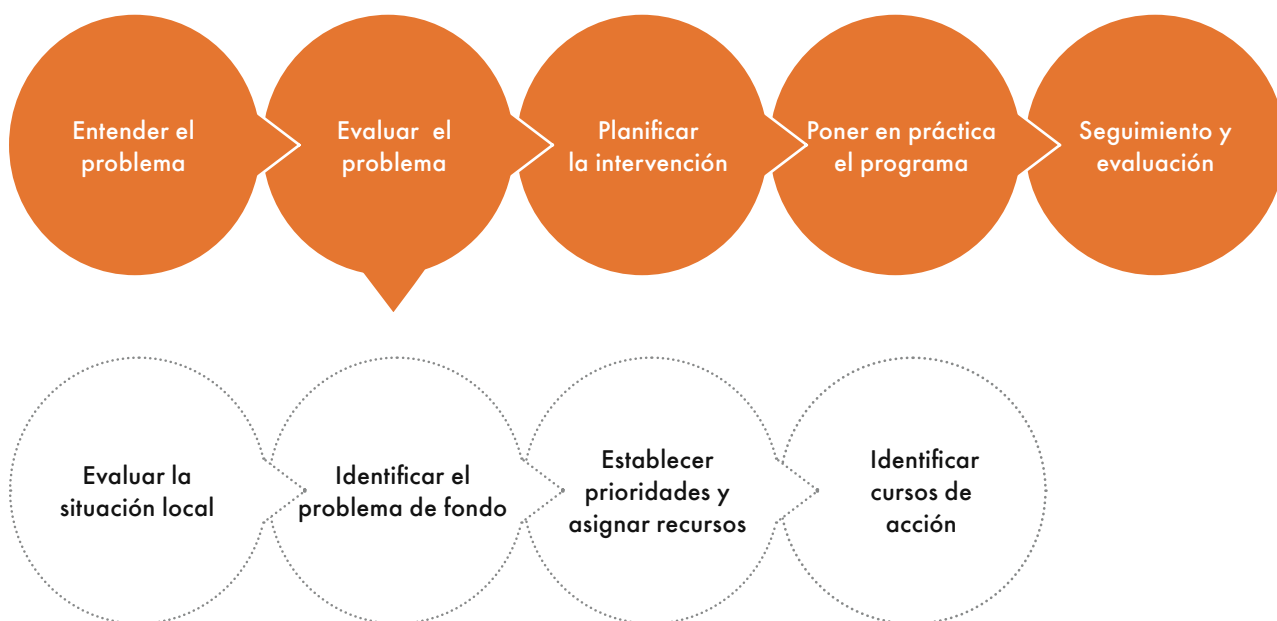 Entender el
problema
Evaluar el
problema
Planificar
la intervención
Poner en práctica
el programa
Seguimiento y
evaluación
Evaluar la
situación local
Identificar el
problema de fondo
Establecer
prioridades y
asignar recursos
Identificar
cursos de
acción